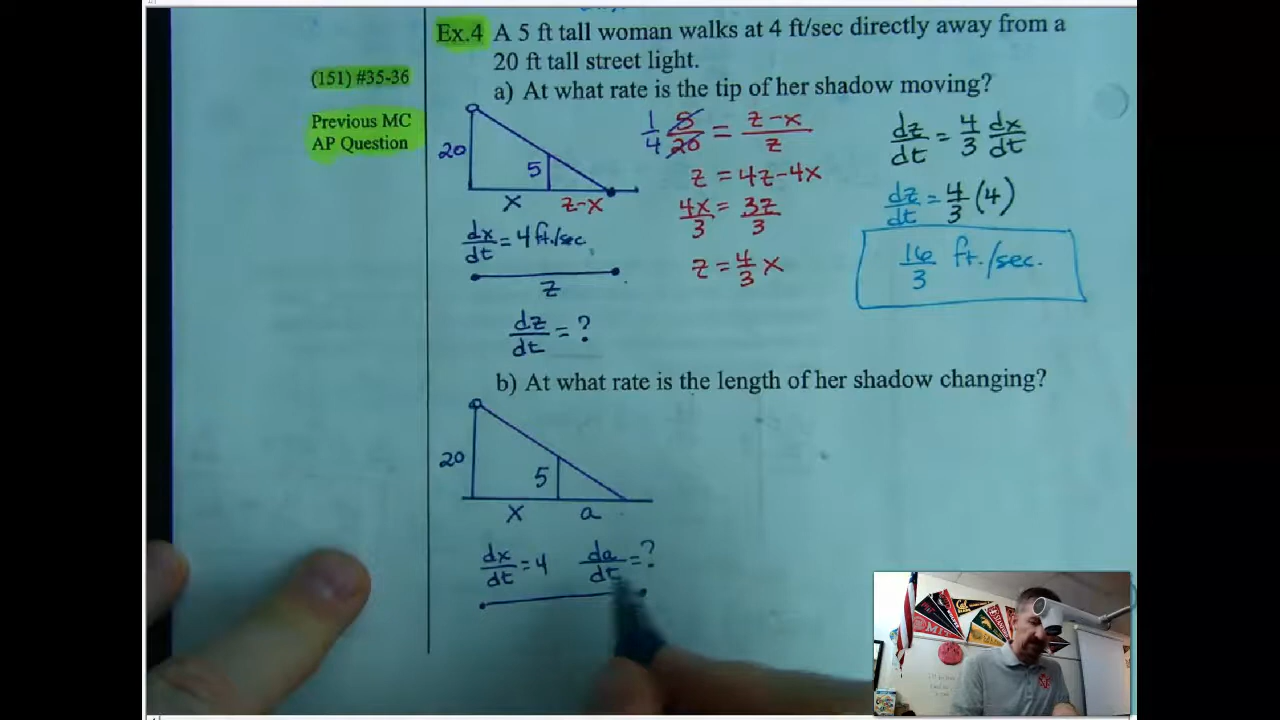 Ex.4 A 5 ft tall woman walks at 4 ft/sec directly away from a
20 ft tall street light.
(151) #35-36
a) At what rate is the tip of her shadow moving?
Previous MC
AP Question
20
5
x
z-x
dx/dt = 4 ft./sec.
z
dz/dt = ?
1/4 5/20 = z-x/z
z = 4z-4x
4x/3 = 3z/3
z = 4/3 x
dz/dt = 4/3 dx/dt
dz/dt = 4/3 (4)
16/3 ft./sec.
b) At what rate is the length of her shadow changing?
20
5
x
a
dx/dt = 4
da/dt = ?
MIT